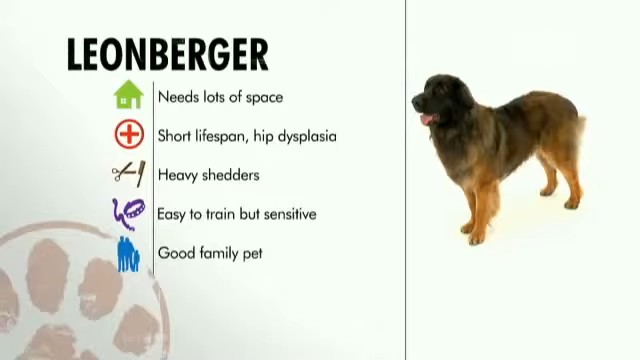 LEONBERGER
Needs lots of space
Short lifespan, hip dysplasia
Heavy shedders
Easy to train but sensitive
Good family pet